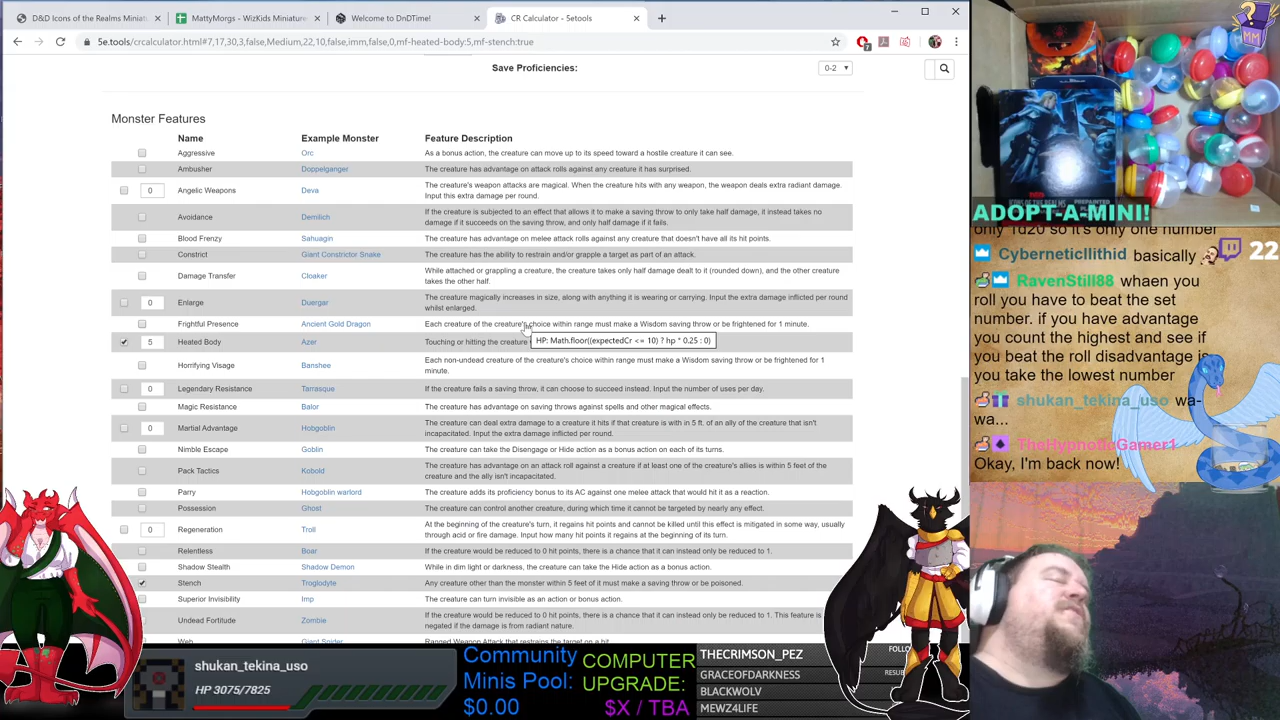 D&D Icons of the Realms Miniatu
MattyMorgs - WizKids Miniature
Welcome to DnDTime!
CR Calculator - 5etools
5e.tools/crcalculator.html#7,17,30,3,false,Medium,22,10,false,imm,false,0,mf-heated-body:5,mf-stench:true
Save Proficiencies:
0-2
Monster Features
Name Example Monster Feature Description
Aggressive Orc As a bonus action, the creature can move up to its speed toward a hostile creature it can see.
Ambusher Doppelganger The creature has advantage on attack rolls against any creature it has surprised.
0 Angelic Weapons Deva The creature's weapon attacks are magical. When the creature hits with any weapon, the weapon deals extra radiant damage.
Input this extra damage per round.
Avoidance Demilich If the creature is subjected to an effect that allows it to make a saving throw to only take half damage, it instead takes no
damage if it succeeds on the saving throw, and only half damage if it fails.
Blood Frenzy Sahuagin The creature has advantage on melee attack rolls against any creature that doesn't have all its hit points.
Constrict Giant Constrictor Snake The creature has the ability to restrain and/or grapple a target as part of an attack.
Damage Transfer Cloaker While attached or grappling a creature, the creature takes only half damage dealt to it (rounded down), and the other creature
takes the other half.
0 Enlarge Duergar The creature magically increases in size, along with anything it is wearing or carrying. Input the extra damage inflicted per round
whilst enlarged.
Frightful Presence Ancient Gold Dragon Each creature of the creature's choice within range must make a Wisdom saving throw or be frightened for 1 minute.
5 Heated Body Azer Touching or hitting the creature
HP: Math.floor((expectedCr <= 10) ? hp * 0.25 : 0)
Horrifying Visage Banshee Each non-undead creature of the creature's choice within range must make a Wisdom saving throw or be frightened for 1
minute.
0 Legendary Resistance Tarrasque If the creature fails a saving throw, it can choose to succeed instead. Input the number of uses per day.
Magic Resistance Balor The creature has advantage on saving throws against spells and other magical effects.
0 Martial Advantage Hobgoblin The creature can deal extra damage to a creature it hits if that creature is with in 5 ft. of an ally of the creature that isn't
incapacitated. Input the extra damage inflicted per round.
Nimble Escape Goblin The creature can take the Disengage or Hide action as a bonus action on each of its turns.
Pack Tactics Kobold The creature has advantage on an attack roll against a creature if at least one of the creature's allies is within 5 feet of the
creature and the ally isn't incapacitated.
Parry Hobgoblin warlord The creature adds its proficiency bonus to its AC against one melee attack that would hit it as a reaction.
Possession Ghost The creature can control another creature, during which time it cannot be targeted by nearly any effect.
0 Regeneration Troll At the beginning of the creature's turn, it regains hit points and cannot be killed until this effect is mitigated in some way, usually
through acid or fire damage. Input how many hit points it regains at the beginning of its turn.
Relentless Boar If the creature would be reduced to 0 hit points, there is a chance that it can instead only be reduced to 1.
Shadow Stealth Shadow Demon While in dim light or darkness, the creature can take the Hide action as a bonus action.
Stench Troglodyte Any creature other than the monster within 5 feet of it must make a saving throw or be poisoned.
Superior Invisibility Imp The creature can turn invisible as an action or bonus action.
Undead Fortitude Zombie If the creature would be reduced to 0 hit points, there is a chance that it can instead only be reduced to 1. This feature is
negated if the damage is from radiant nature.
Web Giant Spider Ranged Weapon Attack that restrains the target on a hit.
MM
ADOPT-A-MINI!
only 1d20 so it's only one number
Cyberneticllithid basically
22
RavenStill88 whaen you
roll you have to beat the set
number. if you have advantage
you count the highest and see if
you beat the roll disadvantage is
you take the lowest number
shukan_tekina_uso wa-
wa...
TheHypnoticGamer1
Okay, I'm back now!
shukan_tekina_uso
HP 3075/7825
Community
Minis Pool:
$0.00
COMPUTER
UPGRADE:
$X / TBA
THECRIMSON_PEZ FOLL
GRACEOFDARKNESS RESUB
BLACKWOLV
MEWZ4LIFE